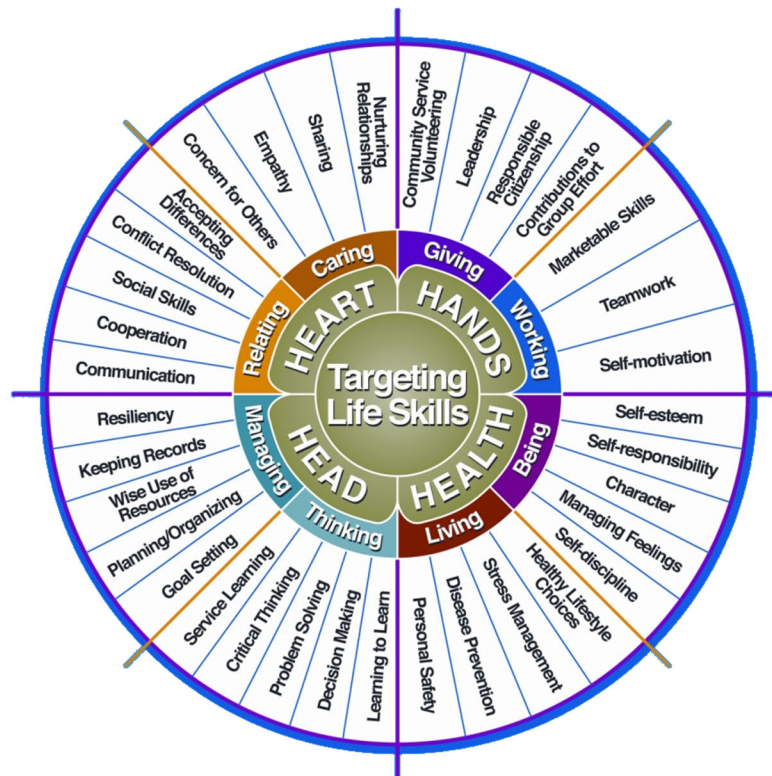 Targeting
Life Skills
HEART
HANDS
HEALTH
HEAD
Caring
Giving
Working
Being
Living
Thinking
Managing
Relating
Nurturing
Relationships
Sharing
Empathy
Concern for Others
Accepting
Differences
Conflict Resolution
Social Skills
Cooperation
Communication
Community Service
Volunteering
Leadership
Responsible
Citizenship
Contributions to
Group Effort
Marketable Skills
Teamwork
Self-motivation
Self-esteem
Self-responsibility
Character
Managing Feelings
Self-discipline
Healthy Lifestyle
Choices
Stress Management
Disease Prevention
Personal Safety
Learning to Learn
Decision Making
Problem Solving
Critical Thinking
Service Learning
Goal Setting
Planning/Organizing
Wise Use of
Resources
Keeping Records
Resiliency